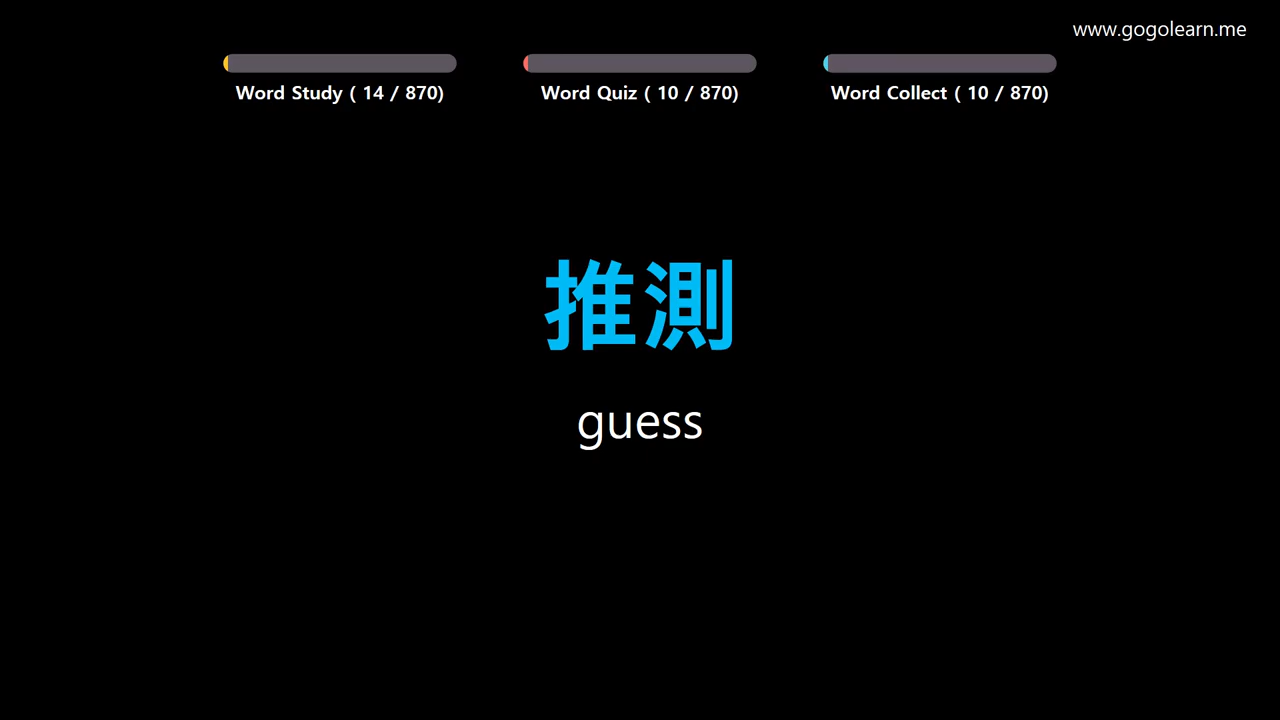 www.gogolearn.me
Word Study ( 14 / 870)
Word Quiz ( 10 / 870)
Word Collect ( 10 / 870)
推測
guess